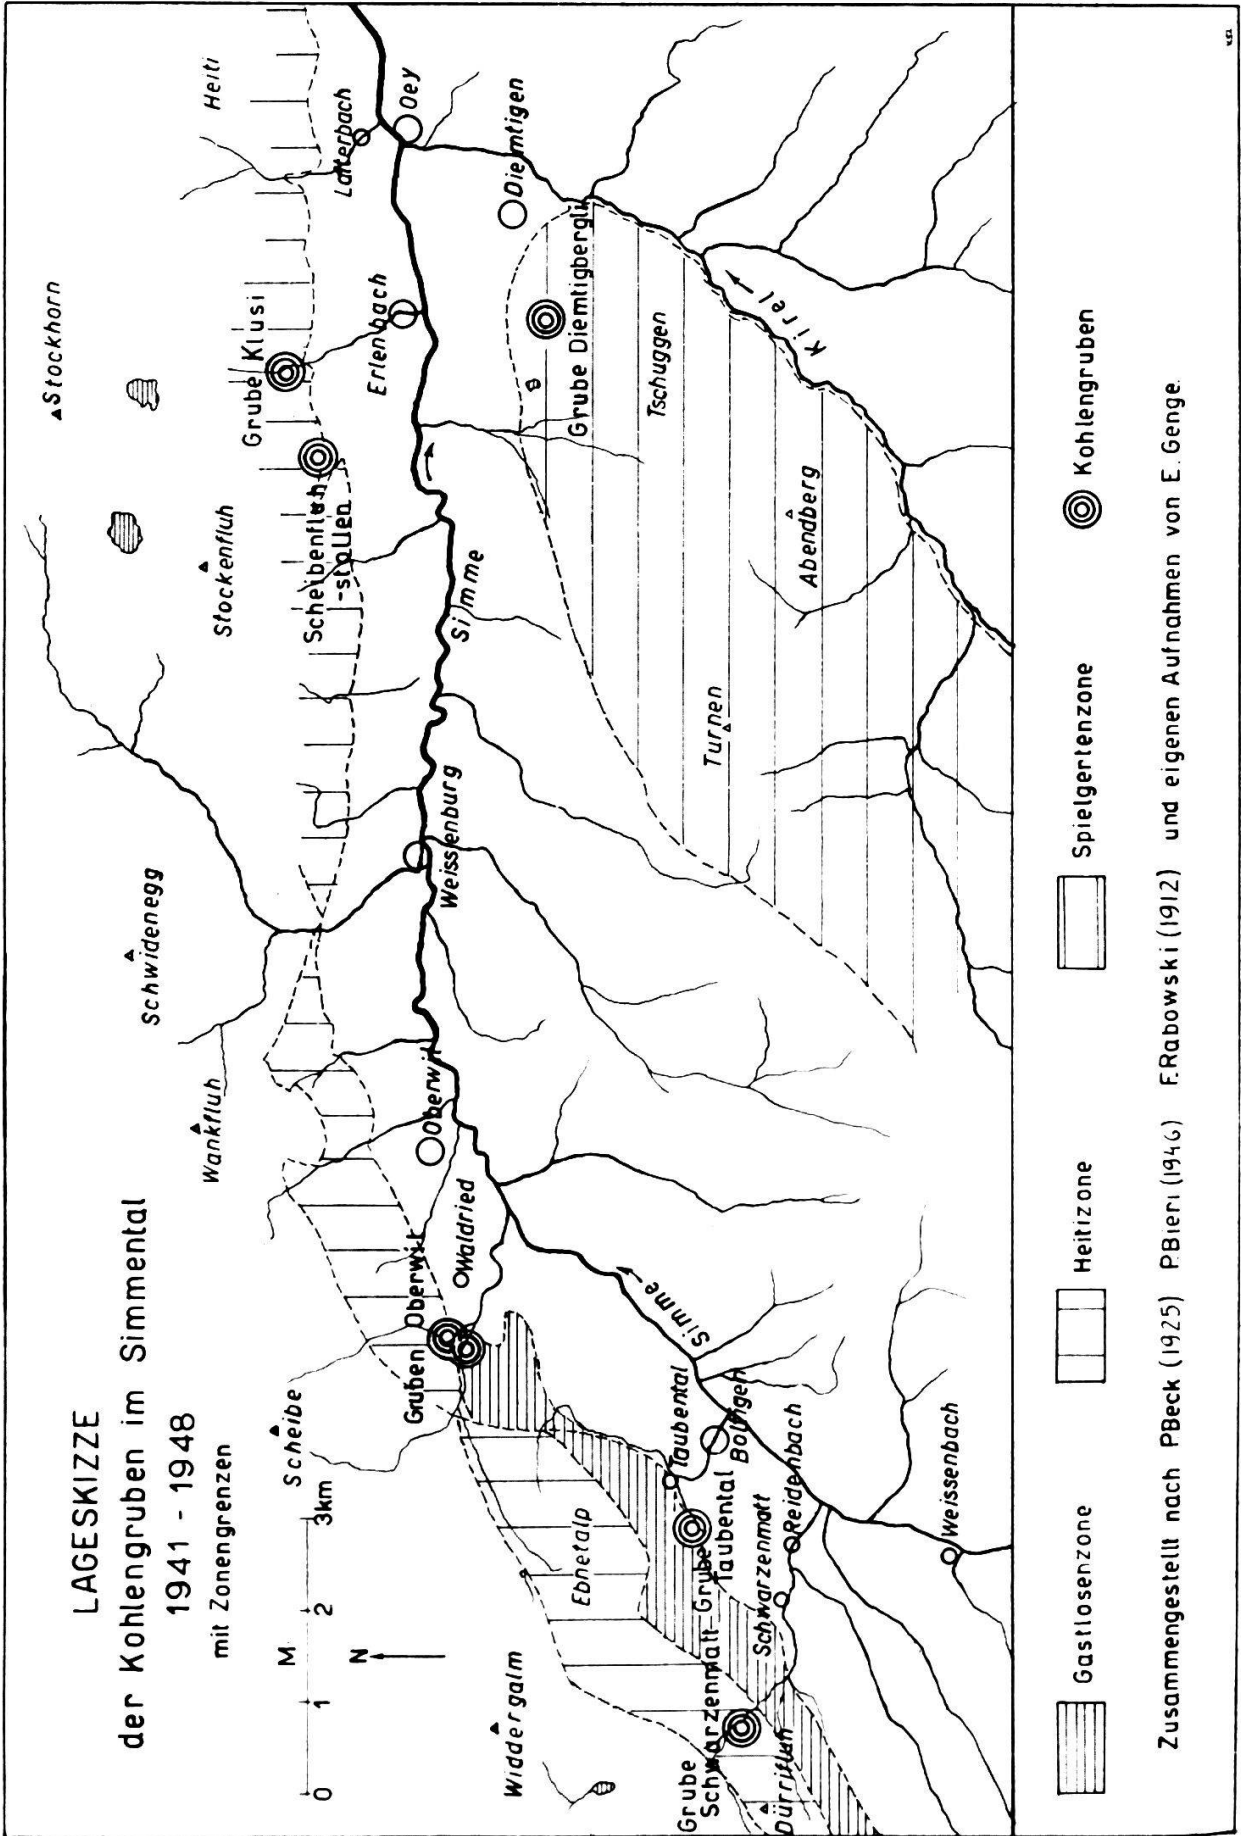 LAGESKIZZE
der Kohlengruben im Simmental
1941 - 1948
mit Zonengrenzen
M
0 1 2 3km
N
Stockhorn
Heiti
Stockenfluh
Grube Klusi
Latterbach
Oey
Scheibenfluh
-stollen
Erlenbach
Diemtigen
Schwidenegg
Wankfluh
Simme
Weissenburg
Grube Diemtigbergli
Tschuggen
Oberwil
Turnen
Abendberg
Kirel
Scheibe
Gruben Oberwil
Waldried
Simme
Widdergalm
Ebnetalp
Taubental
Boltigen
Grube
Taubental
Grube
Schwarzenmatt
Schwarzenmatt
Reidenbach
Dürrifluh
Weissenbach
Gastlosenzone
Heitizone
Spielgertenzone
Kohlengruben
Zusammengestellt nach P.Beck (1925) P.Bieri (1946) F.Rabowski (1912) und eigenen Aufnahmen von E. Genge.